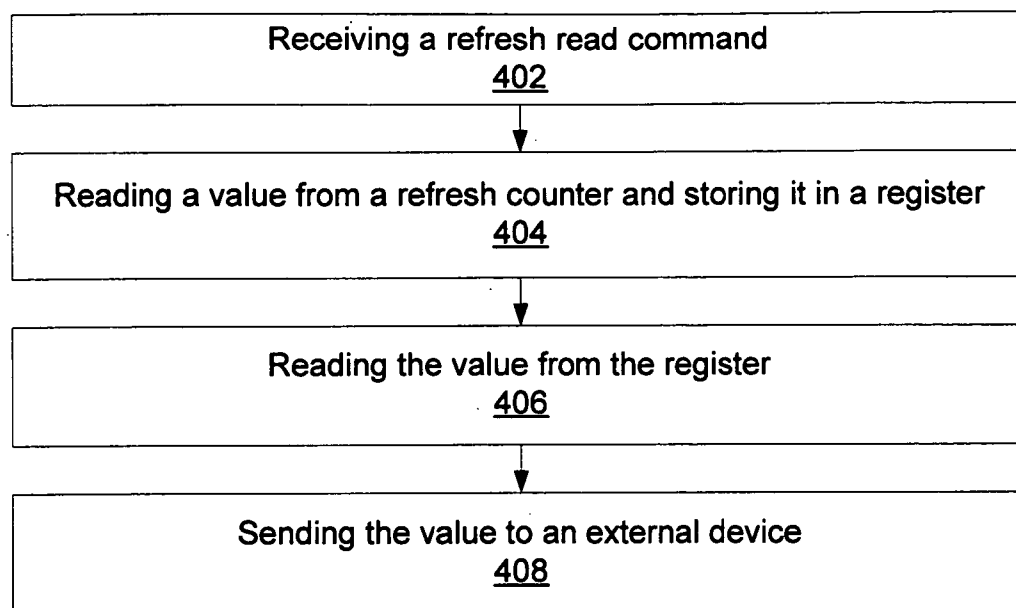 Receiving a refresh read command
402
Reading a value from a refresh counter and storing it in a register
404
Reading the value from the register
406
Sending the value to an external device
408